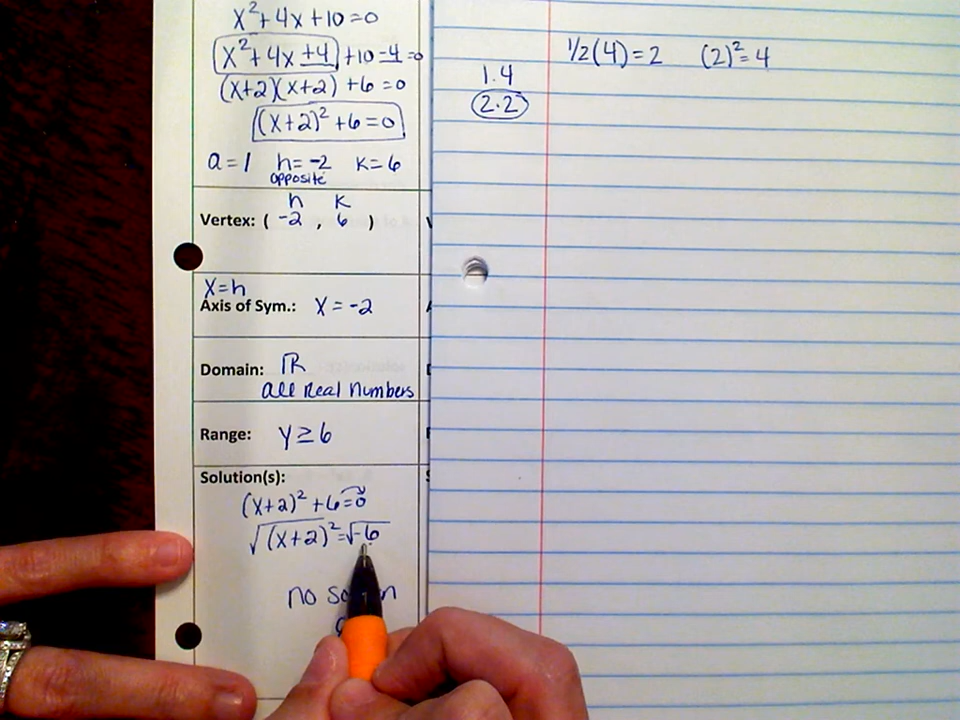 x²+4x+10=0
(x²+4x+4)+10-4=0
(x+2)(x+2)+6=0
(x+2)²+6=0
a=1 h=-2 k=6
opposite
h k
Vertex: ( -2 , 6 )
x=h
Axis of Sym.: x = -2
Domain: ℝ
all real numbers
Range: y≥6
Solution(s):
(x+2)²+6=0
√(x+2)²=√-6
no
1/2(4)=2 (2)²=4
1·4
2·2